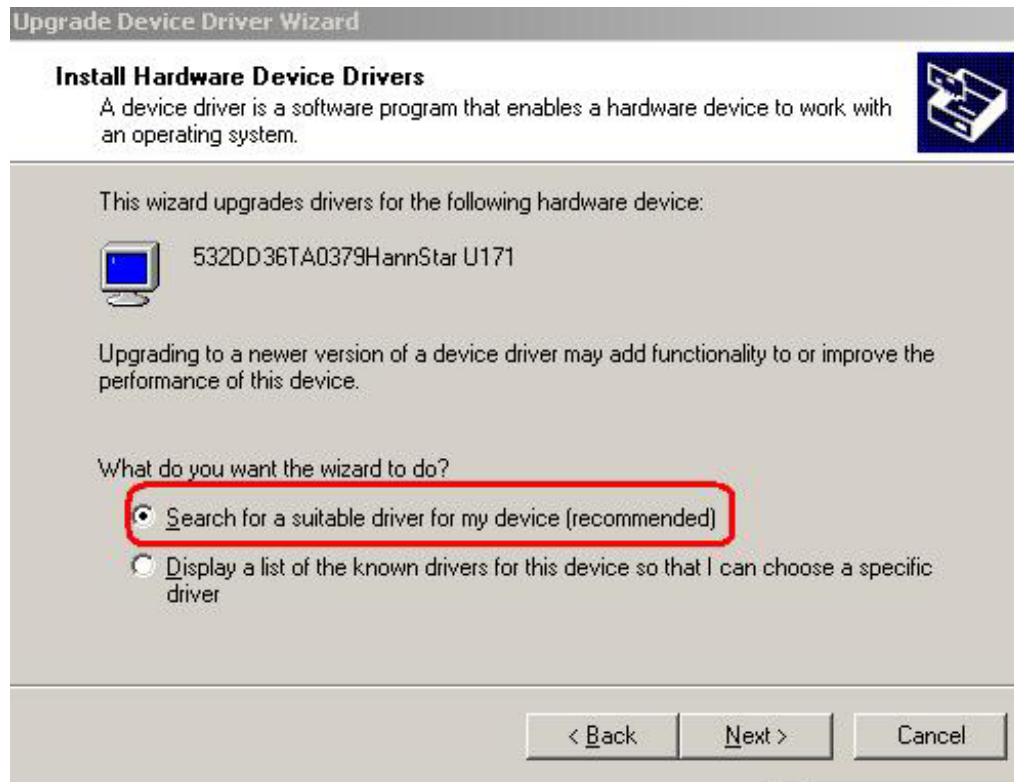 Upgrade Device Driver Wizard
Install Hardware Device Drivers
A device driver is a software program that enables a hardware device to work with
an operating system.
This wizard upgrades drivers for the following hardware device:
532DD36TA0379HannStar U171
Upgrading to a newer version of a device driver may add functionality to or improve the
performance of this device.
What do you want the wizard to do?
Search for a suitable driver for my device (recommended)
Display a list of the known drivers for this device so that I can choose a specific
driver
< Back
Next >
Cancel